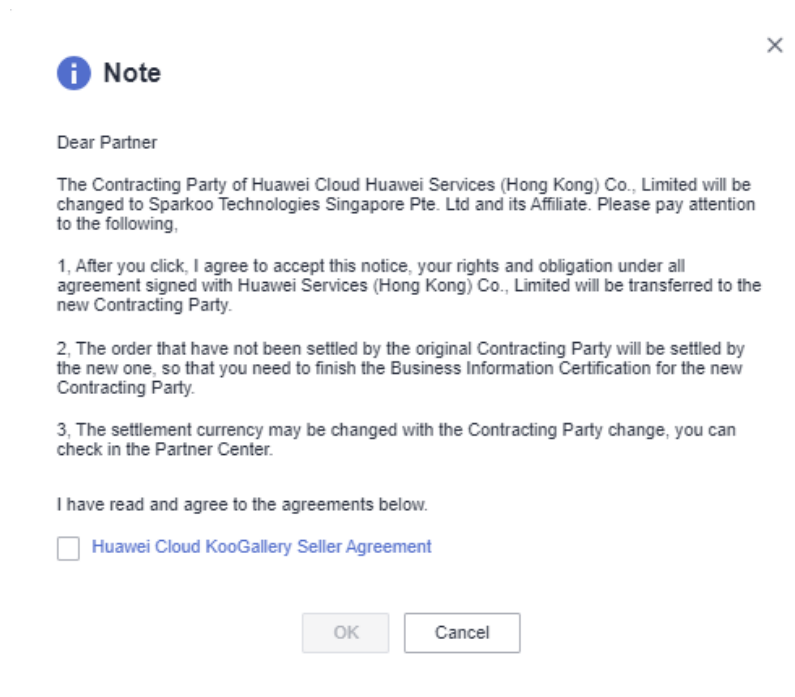 Note
Dear Partner
The Contracting Party of Huawei Cloud Huawei Services (Hong Kong) Co., Limited will be
changed to Sparkoo Technologies Singapore Pte. Ltd and its Affiliate. Please pay attention
to the following,
1, After you click, I agree to accept this notice, your rights and obligation under all
agreement signed with Huawei Services (Hong Kong) Co., Limited will be transferred to the
new Contracting Party.
2, The order that have not been settled by the original Contracting Party will be settled by
the new one, so that you need to finish the Business Information Certification for the new
Contracting Party.
3, The settlement currency may be changed with the Contracting Party change, you can
check in the Partner Center.
I have read and agree to the agreements below.
Huawei Cloud KooGallery Seller Agreement
OK Cancel